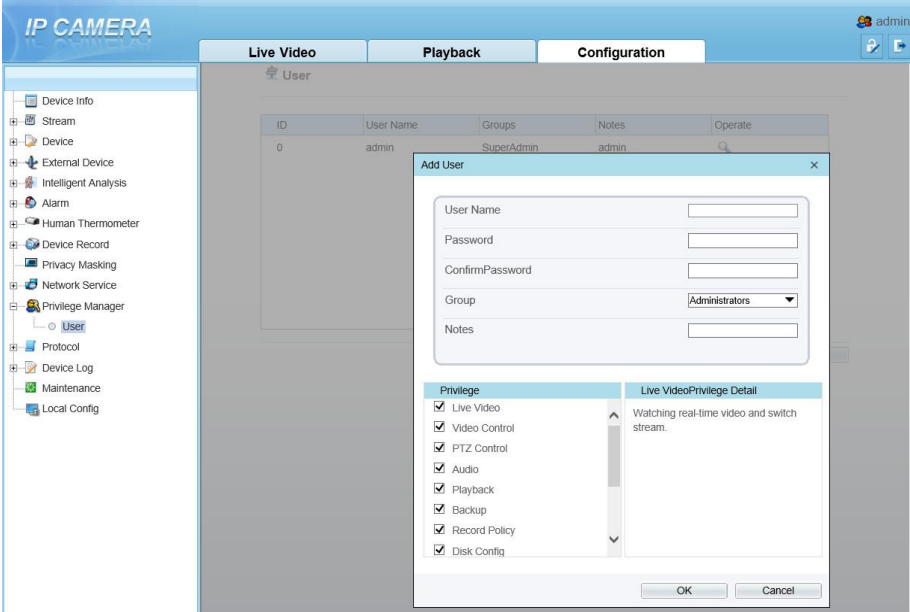 IP CAMERA
admin
Live Video Playback Configuration
User
Device Info
Stream
Device
External Device
Intelligent Analysis
Alarm
Human Thermometer
Device Record
Privacy Masking
Network Service
Privilege Manager
User
Protocol
Device Log
Maintenance
Local Config
ID User Name Groups Notes Operate
0 admin SuperAdmin admin
Add User
User Name
Password
ConfirmPassword
Group Administrators
Notes
Privilege
Live Video
Video Control
PTZ Control
Audio
Playback
Backup
Record Policy
Disk Config
Live VideoPrivilege Detail
Watching real-time video and switch
stream.
OK Cancel